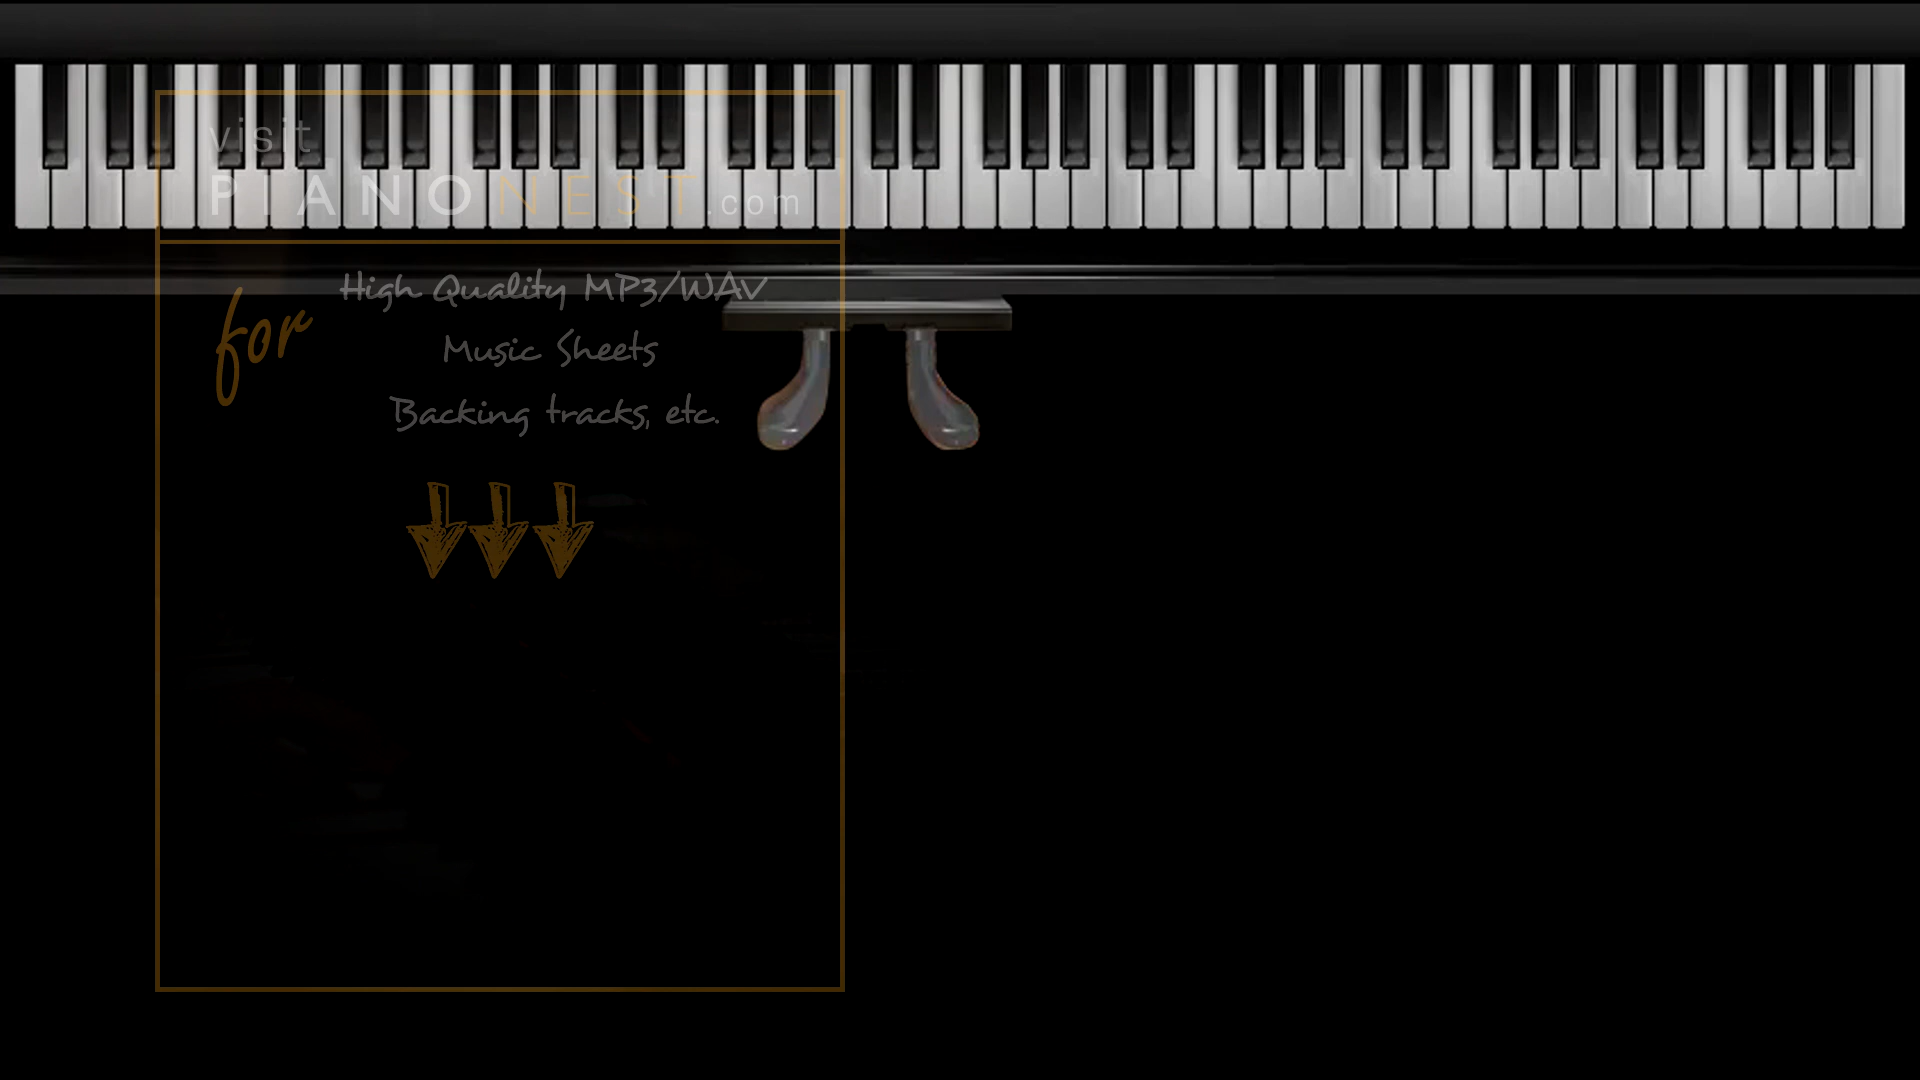 visit
PIANONEST.com
for
High Quality MP3/WAV
Music Sheets
Backing tracks, etc.